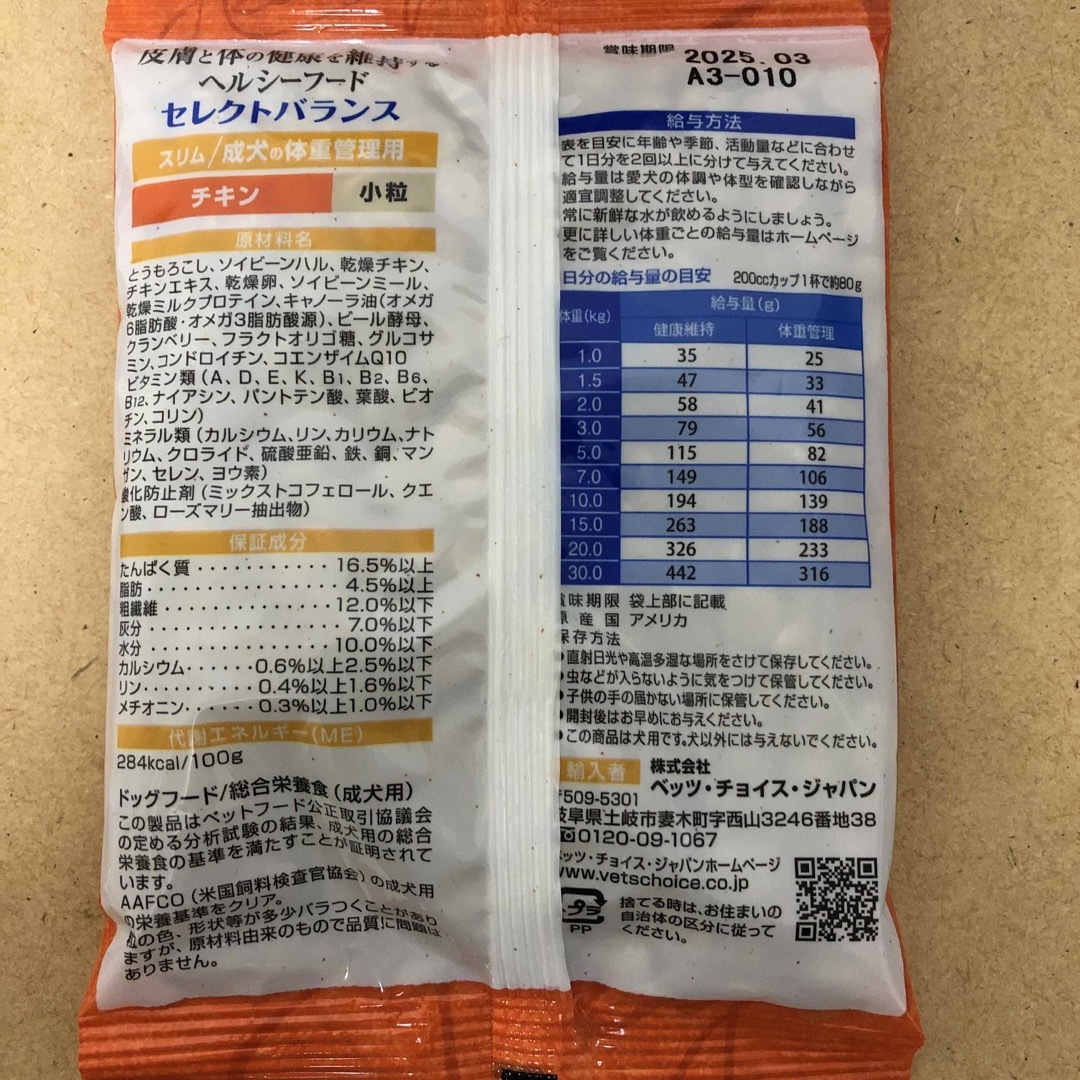 皮膚と体の健康を維持する
ヘルシーフード
セレクトバランス
スリム/成犬の体重管理用
チキン 小粒
原材料名
とうもろこし、ソイビーンハル、乾燥チキン、
チキンエキス、乾燥卵、ソイビーンミール、
乾燥ミルクプロテイン、キャノーラ油(オメガ
6脂肪酸・オメガ3脂肪酸源)、ビール酵母、
クランベリー、フラクトオリゴ糖、グルコサ
ミン、コンドロイチン、コエンザイムQ10
ビタミン類(A、D、E、K、B1、B2、B6、
B12、ナイアシン、パントテン酸、葉酸、ビオ
チン、コリン)
ミネラル類(カルシウム、リン、カリウム、ナト
リウム、クロライド、硫酸亜鉛、鉄、銅、マン
ガン、セレン、ヨウ素)
酸化防止剤(ミックストコフェロール、クエ
ン酸、ローズマリー抽出物)
保証成分
たんぱく質・・・・・・・・・・・16.5%以上
脂肪・・・・・・・・・・・・・・・4.5%以上
粗繊維・・・・・・・・・・・・・12.0%以下
灰分・・・・・・・・・・・・・・・7.0%以下
水分・・・・・・・・・・・・・・10.0%以下
カルシウム・・・・・0.6%以上2.5%以下
リン・・・・・・・・・0.4%以上1.6%以下
メチオニン・・・・・・0.3%以上1.0%以下
代謝エネルギー(ME)
284kcal/100g
ドッグフード/総合栄養食(成犬用)
この製品はペットフード公正取引協議会
の定める分析試験の結果、成犬用の総合
栄養食の基準を満たすことが証明されて
います。
AAFCO(米国飼料検査官協会)の成犬用
の栄養基準をクリア。
粒の色、形状等が多少バラつくことがあり
ますが、原材料由来のもので品質に問題は
ありません。
賞味期限 2025.03
A3-010
給与方法
表を目安に年齢や季節、活動量などに合わせ
て1日分を2回以上に分けて与えてください。
給与量は愛犬の体調や体型を確認しながら
適宜調整してください。
常に新鮮な水が飲めるようにしましょう。
更に詳しい体重ごとの給与量はホームページ
をご覧ください。
日分の給与量の目安 200ccカップ1杯で約80g
体重(kg) 給与量(g)
健康維持 体重管理
1.0 35 25
1.5 47 33
2.0 58 41
3.0 79 56
5.0 115 82
7.0 149 106
10.0 194 139
15.0 263 188
20.0 326 233
30.0 442 316
賞味期限 袋上部に記載
原産国 アメリカ
保存方法
●直射日光や高温多湿な場所をさけて保存してください。
●虫などが入らないように気をつけて保管してください。
●子供の手の届かない場所に保管してください。
●開封後はお早めにお与えください。
●この商品は犬用です。犬以外には与えないでください。
輸入者 株式会社
ベッツ・チョイス・ジャパン
〒509-5301
岐阜県土岐市妻木町字西山3246番地38
☎0120-09-1067
ベッツ・チョイス・ジャパンホームページ
www.vetschoice.co.jp
プラ
PP
捨てる時は、お住まいの
自治体の区分に従って
ください。